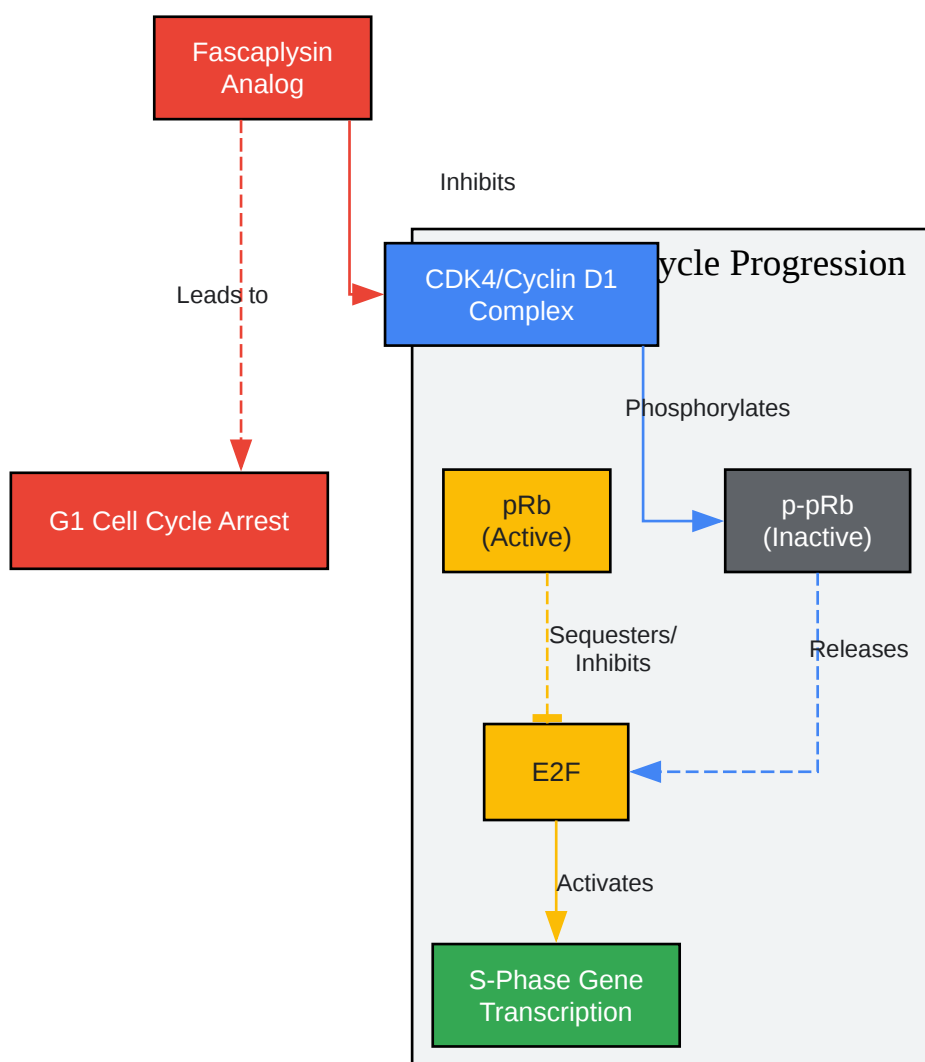 Fascaplysin
Analog
Inhibits
ycle Progression
CDK4/Cyclin D1
Complex
Leads to
Phosphorylates
G1 Cell Cycle Arrest
pRb
(Active)
p-pRb
(Inactive)
Sequesters/
Inhibits
Releases
E2F
Activates
S-Phase Gene
Transcription